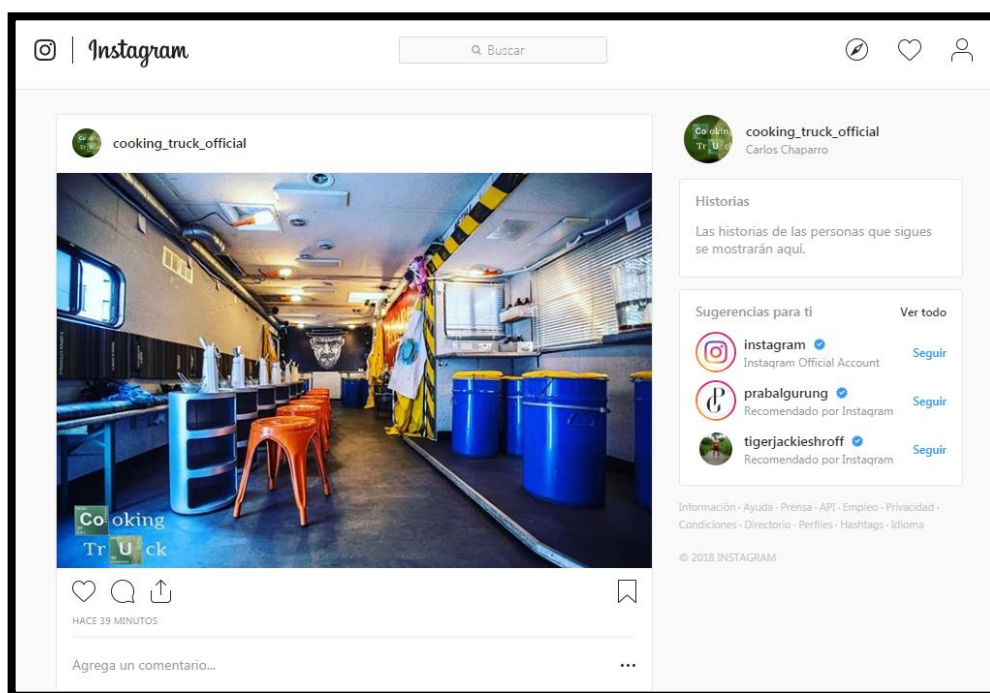 Instagram
Buscar
cooking_truck_official
Co oking
Tr U ck
HACE 39 MINUTOS
Agrega un comentario...
cooking_truck_official
Carlos Chaparro
Historias
Las historias de las personas que sigues
se mostrarán aquí.
Sugerencias para ti Ver todo
instagram
Instagram Official Account
Seguir
prabalgurung
Recomendado por Instagram
Seguir
tigerjackieshroff
Recomendado por Instagram
Seguir
Información · Ayuda · Prensa · API · Empleo · Privacidad ·
Condiciones · Directorio · Perfiles · Hashtags · Idioma
© 2018 INSTAGRAM